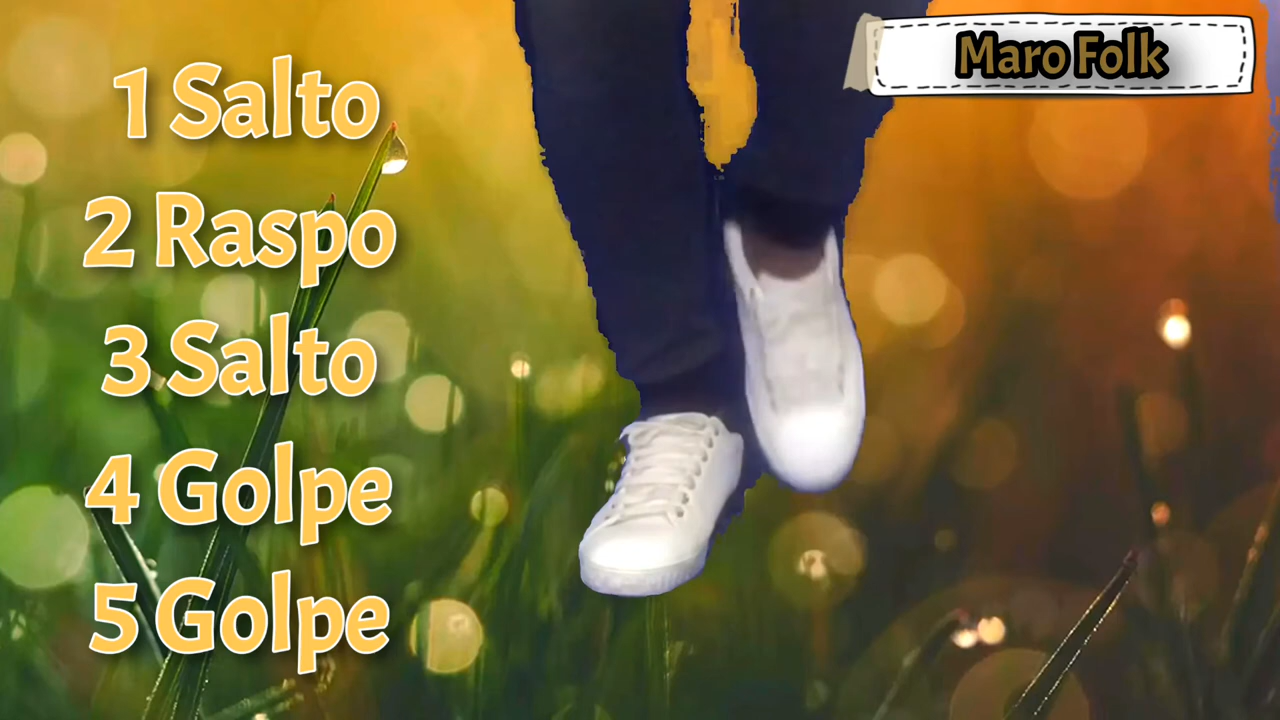 Maro Folk
1 Salto
2 Raspo
3 Salto
4 Golpe
5 Golpe